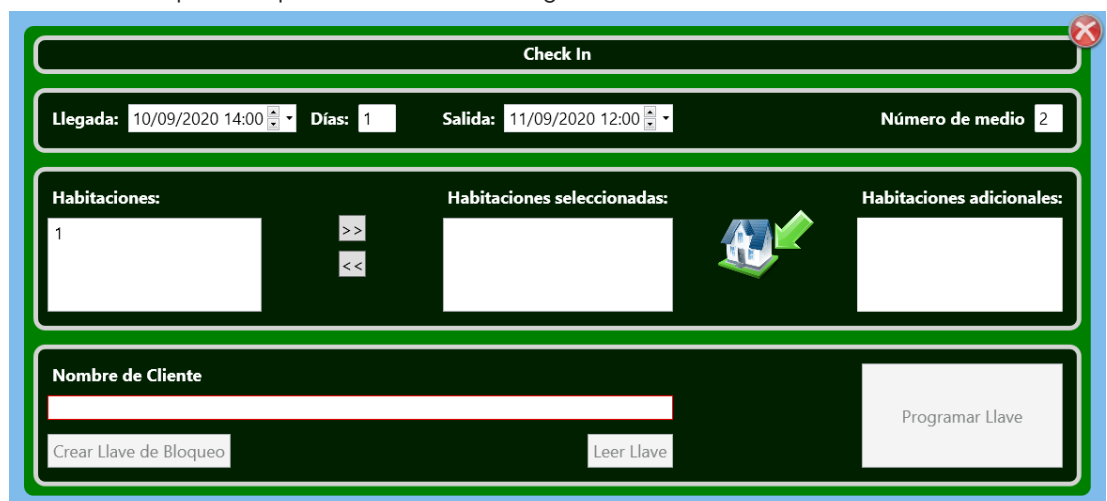 Check In
Llegada: 10/09/2020 14:00 Días: 1 Salida: 11/09/2020 12:00 Número de medio 2
Habitaciones: Habitaciones seleccionadas: Habitaciones adicionales:
1
>>
<<
Nombre de Cliente
Programar Llave
Crear Llave de Bloqueo Leer Llave